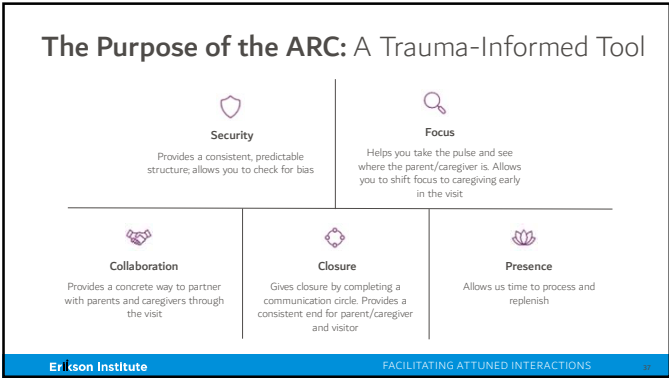 The Purpose of the ARC: A Trauma-Informed Tool
Security
Provides a consistent, predictable
structure; allows you to check for bias
Focus
Helps you take the pulse and see
where the parent/caregiver is. Allows
you to shift focus to caregiving early
in the visit
Collaboration
Provides a concrete way to partner
with parents and caregivers through
the visit
Closure
Gives closure by completing a
communication circle. Provides a
consistent end for parent/caregiver
and visitor
Presence
Allows us time to process and
replenish
Erikson Institute
FACILITATING ATTUNED INTERACTIONS